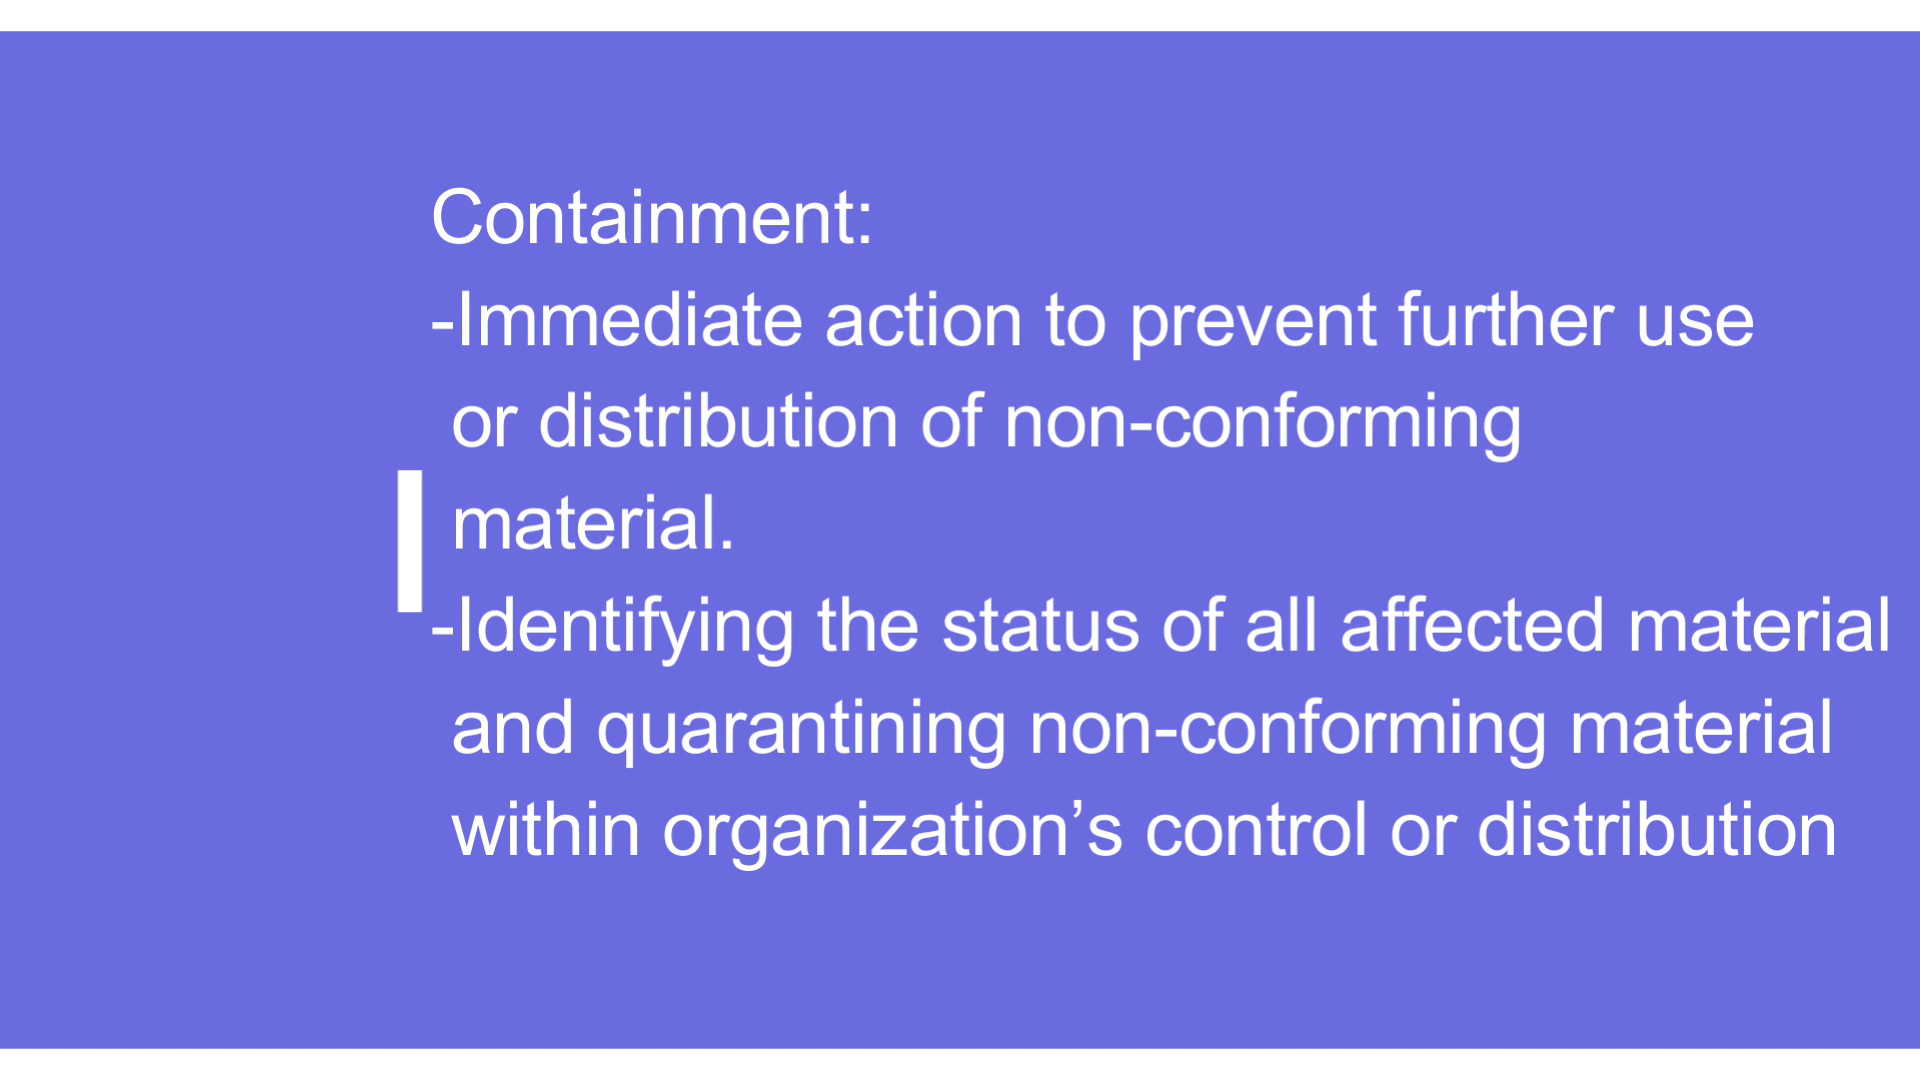 Containment:
-Immediate action to prevent further use
or distribution of non-conforming
material.
-Identifying the status of all affected material
and quarantining non-conforming material
within organization’s control or distribution